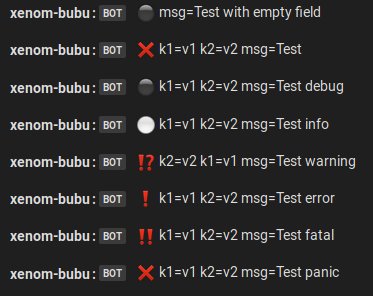 xenom-bubu: BOT ⚫ msg=Test with empty field
xenom-bubu: BOT ❌ k1=v1 k2=v2 msg=Test
xenom-bubu: BOT ⚫ k1=v1 k2=v2 msg=Test debug
xenom-bubu: BOT ⚪ k1=v1 k2=v2 msg=Test info
xenom-bubu: BOT ⁉️ k2=v2 k1=v1 msg=Test warning
xenom-bubu: BOT ❗ k1=v1 k2=v2 msg=Test error
xenom-bubu: BOT ‼️ k1=v1 k2=v2 msg=Test fatal
xenom-bubu: BOT ❌ k1=v1 k2=v2 msg=Test panic